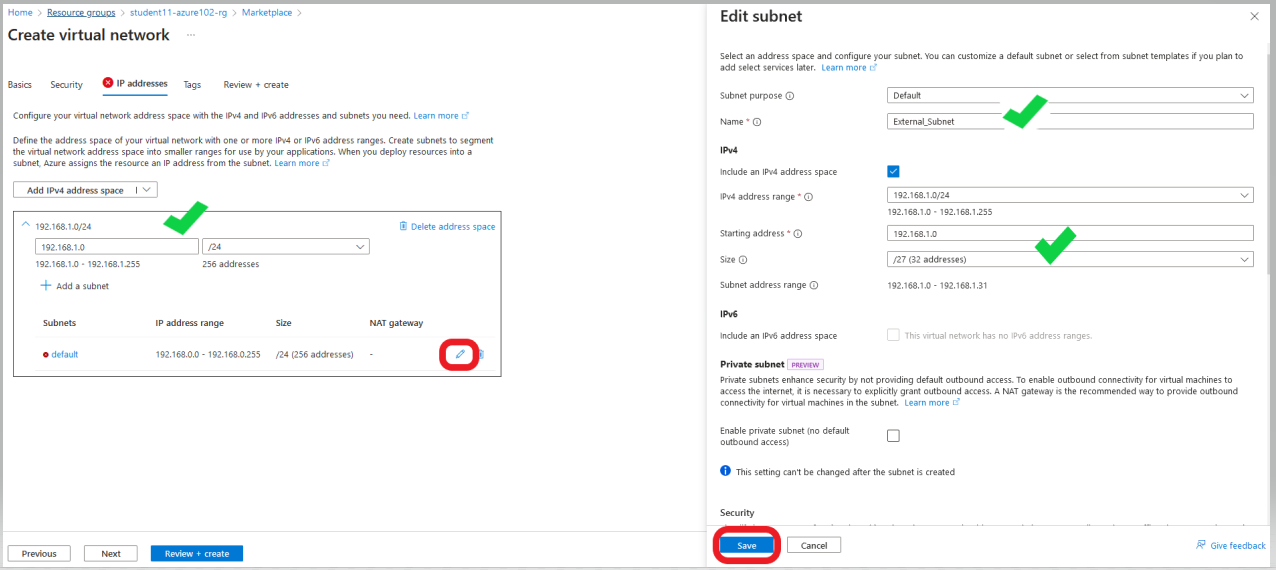 Home > Resource groups > student11-azure102-rg > Marketplace >
Create virtual network ...
Basics Security IP addresses Tags Review + create
Configure your virtual network address space with the IPv4 and IPv6 addresses and subnets you need. Learn more
Define the address space of your virtual network with one or more IPv4 or IPv6 address ranges. Create subnets to segment
the virtual network address space into smaller ranges for use by your applications. When you deploy resources into a
subnet, Azure assigns the resource an IP address from the subnet. Learn more
Add IPv4 address space
192.168.1.0/24
Delete address space
192.168.1.0
/24
192.168.1.0 - 192.168.1.255
256 addresses
Add a subnet
Subnets IP address range Size NAT gateway
default 192.168.0.0 - 192.168.0.255 /24 (256 addresses) -
Previous
Next
Review + create
Edit subnet
Select an address space and configure your subnet. You can customize a default subnet or select from subnet templates if you plan to
add select services later. Learn more
Subnet purpose Default
Name * External_Subnet
IPv4
Include an IPv4 address space
IPv4 address range * 192.168.1.0/24
192.168.1.0 - 192.168.1.255
Starting address * 192.168.1.0
Size /27 (32 addresses)
Subnet address range 192.168.1.0 - 192.168.1.31
IPv6
Include an IPv6 address space This virtual network has no IPv6 address ranges.
Private subnet PREVIEW
Private subnets enhance security by not providing default outbound access. To enable outbound connectivity for virtual machines to
access the internet, it is necessary to explicitly grant outbound access. A NAT gateway is the recommended way to provide outbound
connectivity for virtual machines in the subnet. Learn more
Enable private subnet (no default
outbound access)
This setting can't be changed after the subnet is created
Security
Save
Cancel
Give feedback